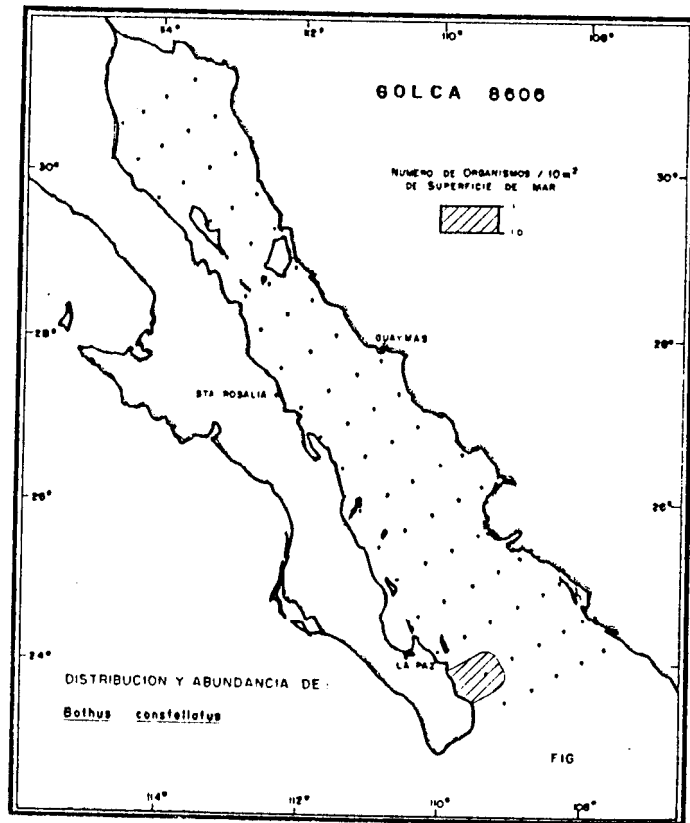 114° 112° 110° 108°
GOLCA 8606
NUMERO DE ORGANISMOS / 10 m²
DE SUPERFICIE DE MAR
1
10
30° 30°
28° 28°
GUAYMAS
STA ROSALIA
26° 26°
24°
LA PAZ
DISTRIBUCION Y ABUNDANCIA DE:
Bothus constellatus
FIG
114° 112° 110° 108°